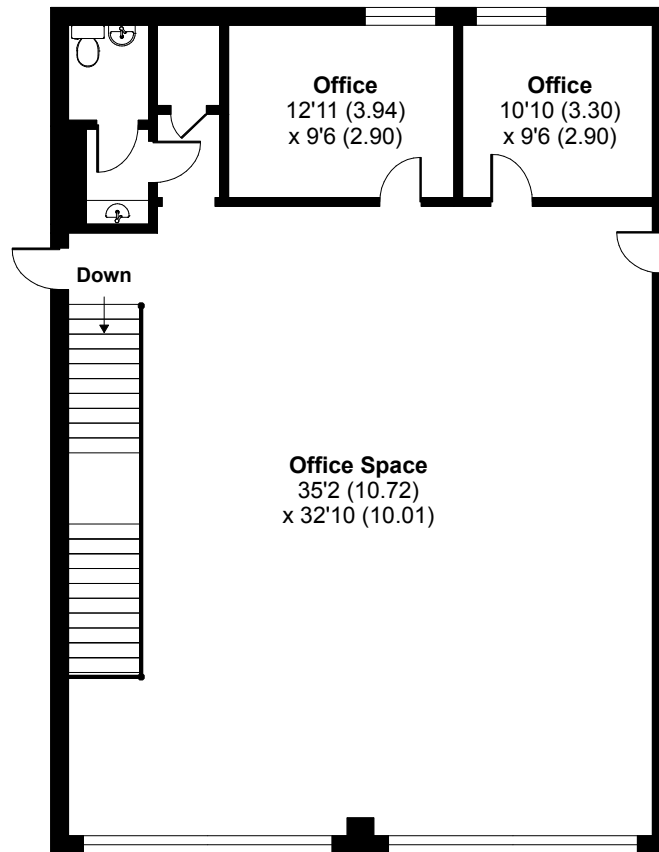 Office
12'11 (3.94)
x 9'6 (2.90)
Office
10'10 (3.30)
x 9'6 (2.90)
Down
Office Space
35'2 (10.72)
x 32'10 (10.01)